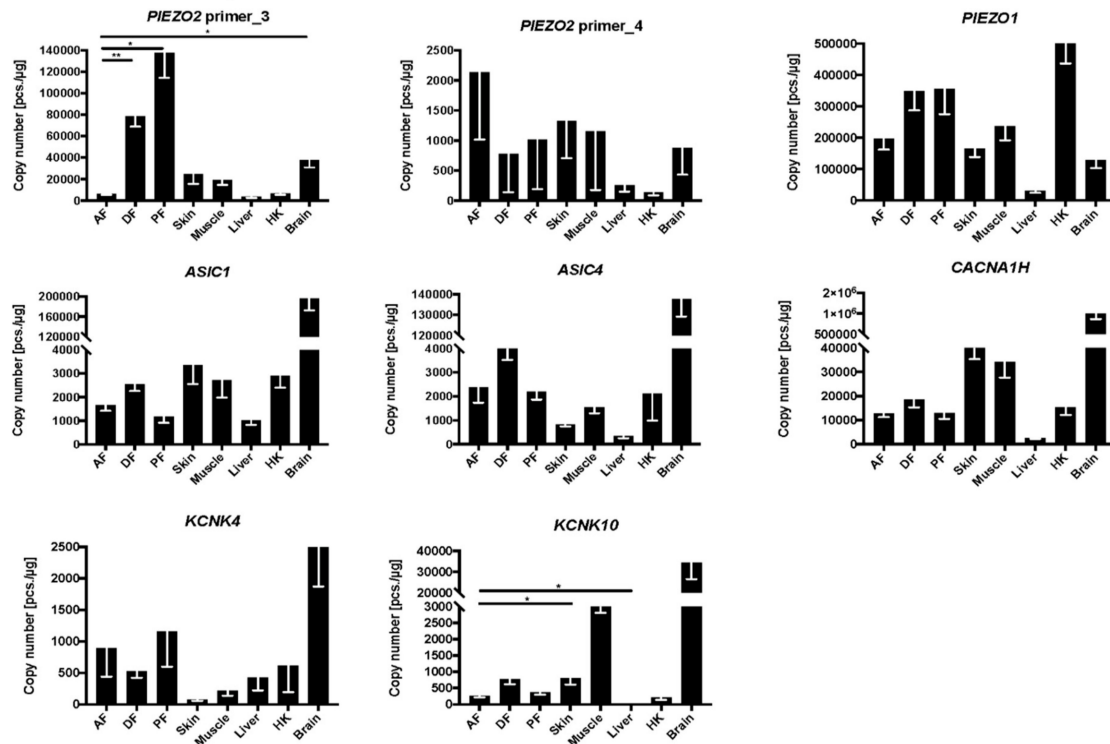 PIEZO2 primer_3
Copy number [pcs./µg]
140000
120000
100000
80000
60000
40000
20000
0
*
*
**
AF
DF
PF
Skin
Muscle
Liver
HK
Brain
PIEZO2 primer_4
Copy number [pcs./µg]
2500
2000
1500
1000
500
0
AF
DF
PF
Skin
Muscle
Liver
HK
Brain
PIEZO1
Copy number [pcs./µg]
500000
400000
300000
200000
100000
0
AF
DF
PF
Skin
Muscle
Liver
HK
Brain
ASIC1
Copy number [pcs./µg]
200000
160000
120000
4000
3000
2000
1000
0
AF
DF
PF
Skin
Muscle
Liver
HK
Brain
ASIC4
Copy number [pcs./µg]
140000
130000
120000
4000
3000
2000
1000
0
AF
DF
PF
Skin
Muscle
Liver
HK
Brain
CACNA1H
Copy number [pcs./µg]
2×10⁶
1×10⁶
500000
40000
30000
20000
10000
0
AF
DF
PF
Skin
Muscle
Liver
HK
Brain
KCNK4
Copy number [pcs./µg]
2500
2000
1500
1000
500
0
AF
DF
PF
Skin
Muscle
Liver
HK
Brain
KCNK10
Copy number [pcs./µg]
40000
30000
20000
3000
2500
2000
1500
1000
500
0
*
*
AF
DF
PF
Skin
Muscle
Liver
HK
Brain